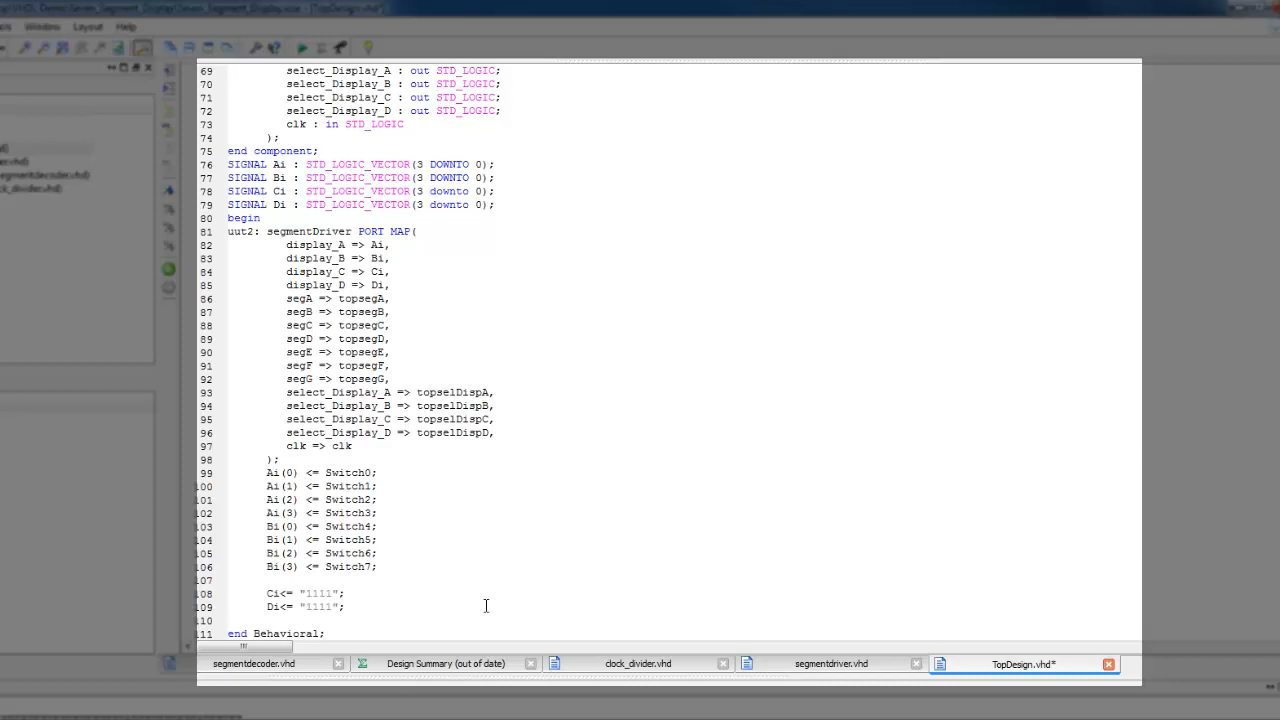 Window Layout Help
69 select_Display_A : out STD_LOGIC;
70 select_Display_B : out STD_LOGIC;
71 select_Display_C : out STD_LOGIC;
72 select_Display_D : out STD_LOGIC;
73 clk : in STD_LOGIC
74 );
75 end component;
76 SIGNAL Ai : STD_LOGIC_VECTOR(3 DOWNTO 0);
77 SIGNAL Bi : STD_LOGIC_VECTOR(3 DOWNTO 0);
78 SIGNAL Ci : STD_LOGIC_VECTOR(3 downto 0);
79 SIGNAL Di : STD_LOGIC_VECTOR(3 downto 0);
80 begin
81 uut2: segmentDriver PORT MAP(
82 display_A => Ai,
83 display_B => Bi,
84 display_C => Ci,
85 display_D => Di,
86 segA => topsegA,
87 segB => topsegB,
88 segC => topsegC,
89 segD => topsegD,
90 segE => topsegE,
91 segF => topsegF,
92 segG => topsegG,
93 select_Display_A => topselDispA,
94 select_Display_B => topselDispB,
95 select_Display_C => topselDispC,
96 select_Display_D => topselDispD,
97 clk => clk
98 );
99 Ai(0) <= Switch0;
100 Ai(1) <= Switch1;
101 Ai(2) <= Switch2;
102 Ai(3) <= Switch3;
103 Bi(0) <= Switch4;
104 Bi(1) <= Switch5;
105 Bi(2) <= Switch6;
106 Bi(3) <= Switch7;
107
108 Ci<= "1111";
109 Di<= "1111";
110
111 end Behavioral;
segmentdecoder.vhd Design Summary (out of date) clock_divider.vhd segmentdriver.vhd TopDesign.vhd*